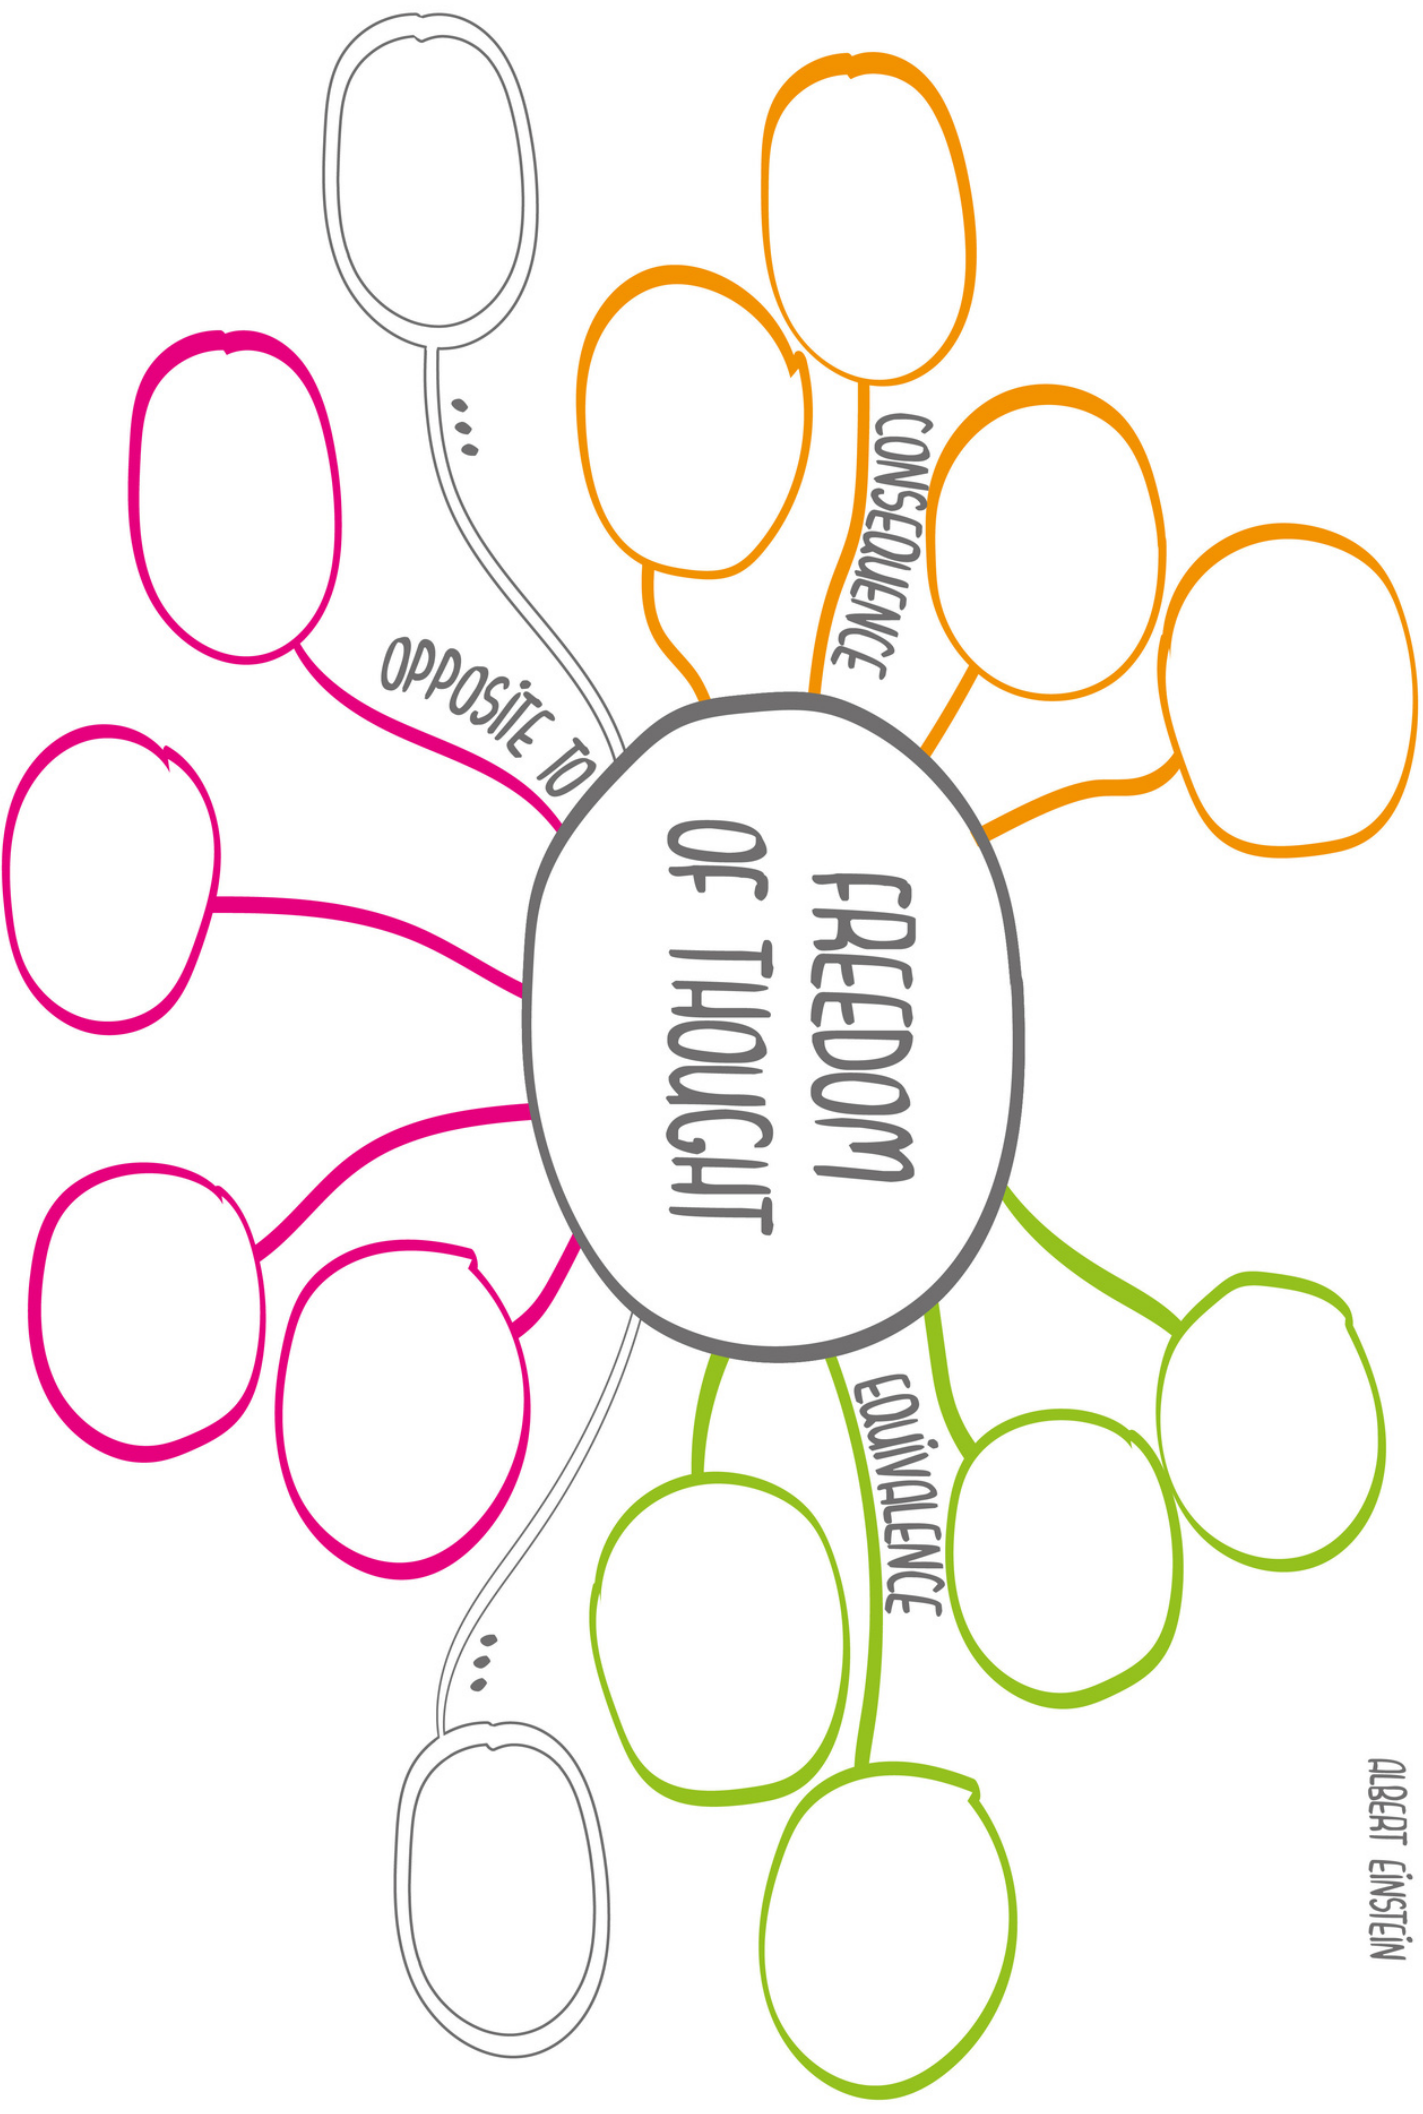 ALBERT EINSTEIN
CONSEQUENCE
EQUIVALENCE
FREEDOM
OF THOUGHT
OPPOSITE TO
...
...